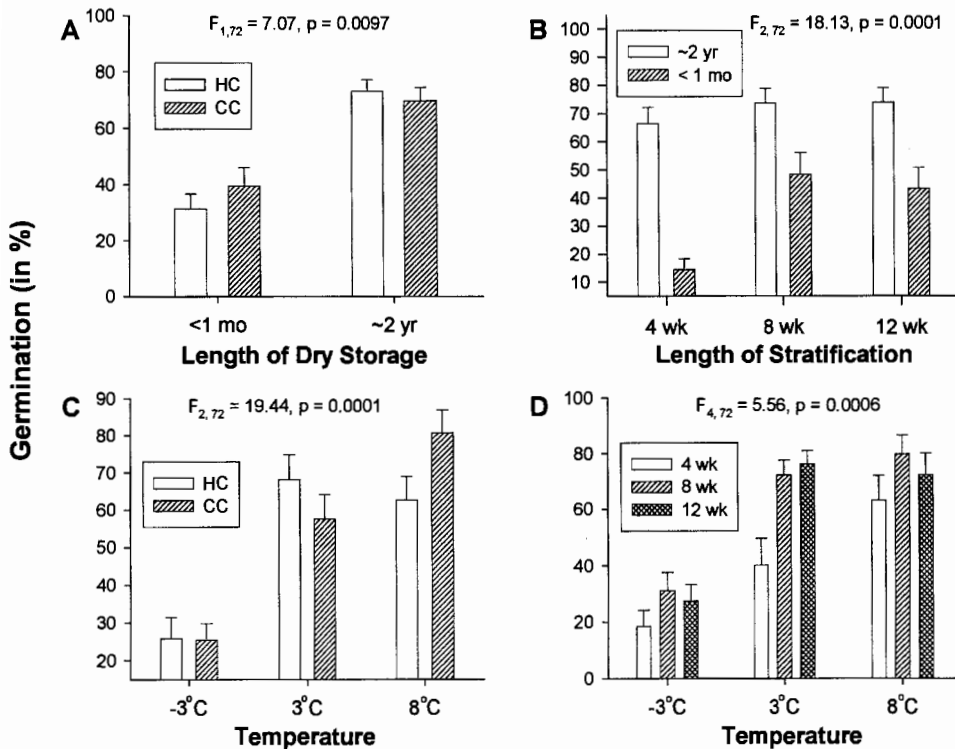 Germination (in %)
A
F1,72 = 7.07, p = 0.0097
HC
CC
100
80
60
40
20
0
<1 mo
~2 yr
Length of Dry Storage
B
F2,72 = 18.13, p = 0.0001
~2 yr
< 1 mo
100
90
80
70
60
50
40
30
20
10
4 wk
8 wk
12 wk
Length of Stratification
C
F2, 72 = 19.44, p = 0.0001
HC
CC
90
80
70
60
50
40
30
20
-3°C
3°C
8°C
Temperature
D
F4,72 = 5.56, p = 0.0006
4 wk
8 wk
12 wk
100
80
60
40
20
0
-3°C
3°C
8°C
Temperature